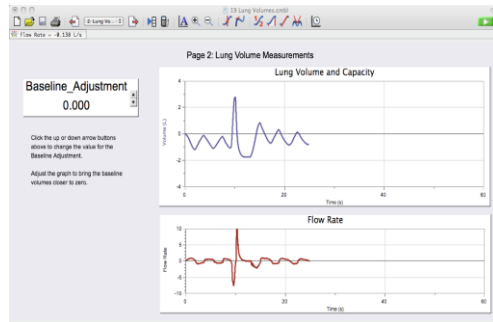 19 Lung Volumes.cmbl
2: Lung Vo...
Flow Rate = -0.138 L/s
Page 2: Lung Volume Measurements
Baseline_Adjustment
0.000
Click the up or down arrow buttons
above to change the value for the
Baseline Adjustment.
Adjust the graph to bring the baseline
volumes closer to zero.
Lung Volume and Capacity
Volume (L)
4
2
0
-2
-4
0
20
40
60
Time (s)
Flow Rate
Flow Rate
10
5
0
-5
-10
0
20
40
60
Time (s)